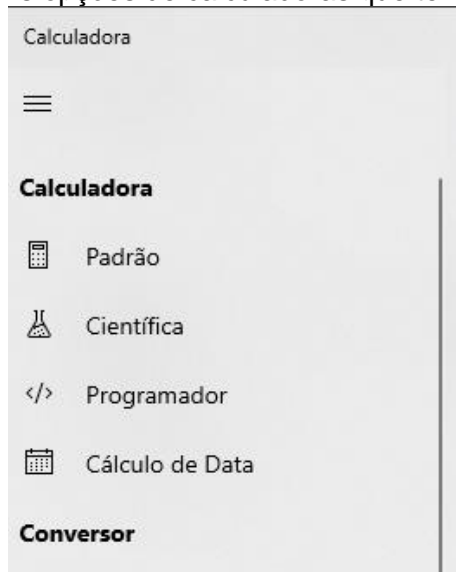 Calculadora
Calculadora
Padrão
Científica
Programador
Cálculo de Data
Conversor